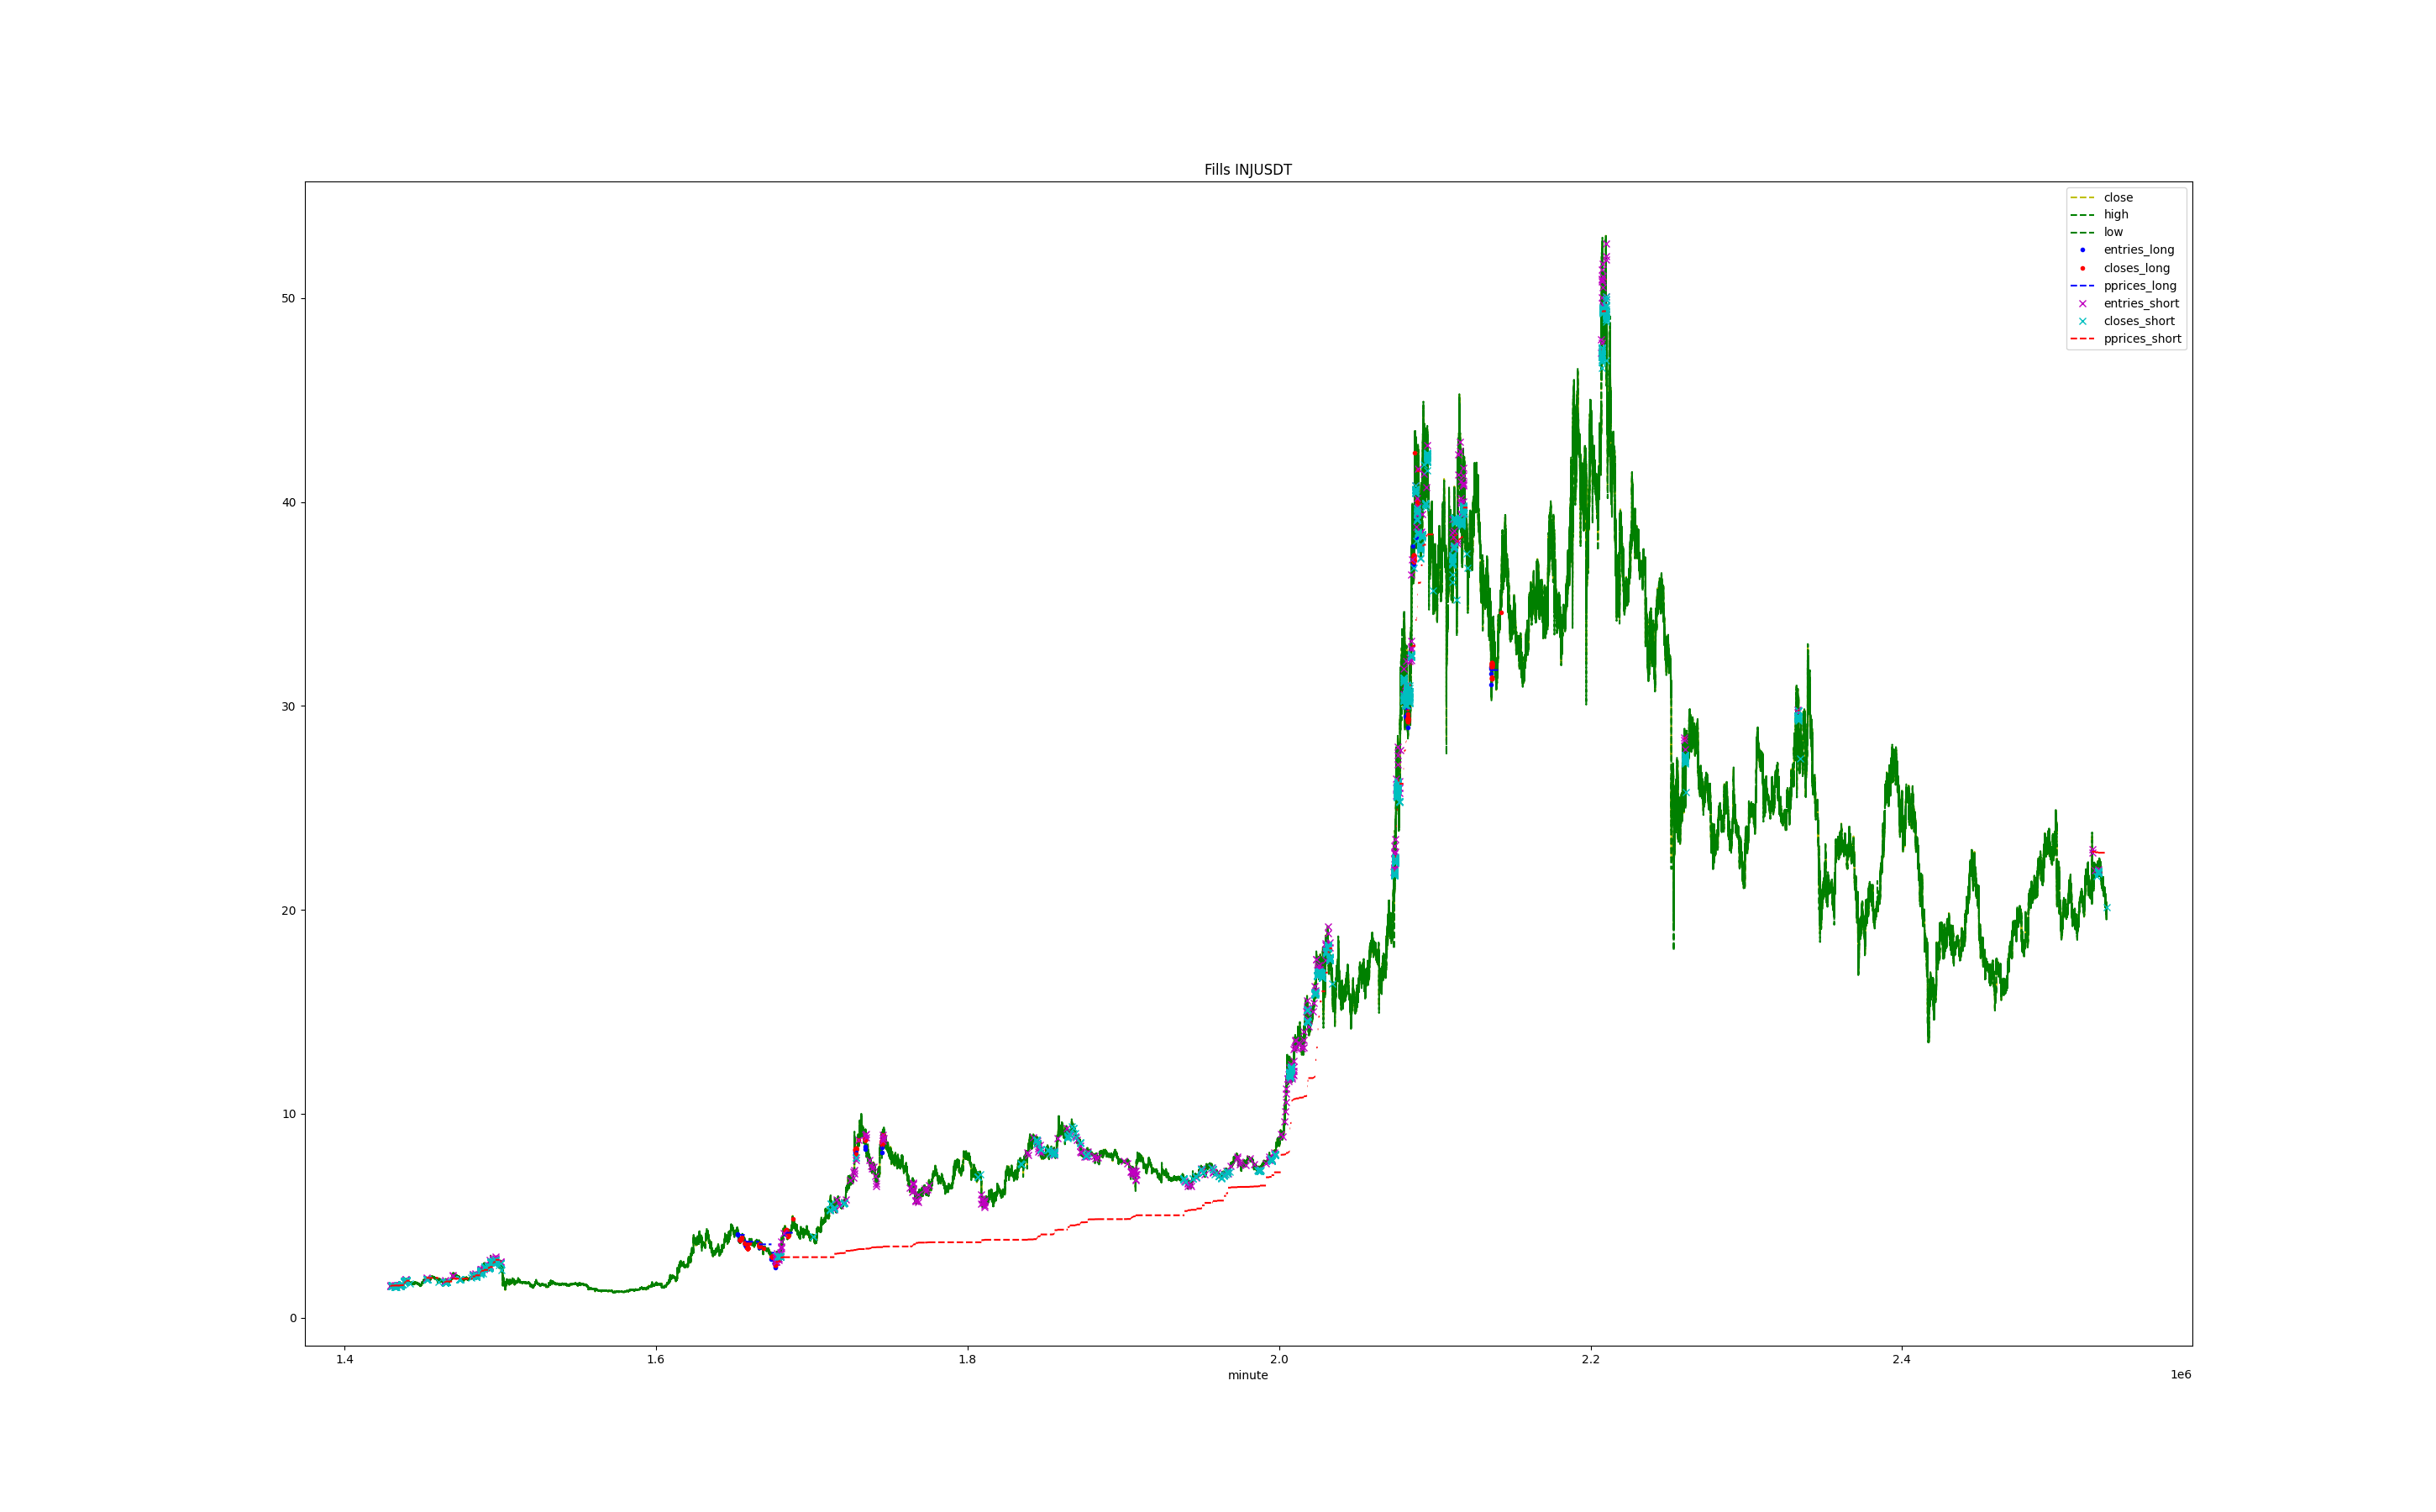 Fills INJUSDT
close
high
low
entries_long
closes_long
pprices_long
entries_short
closes_short
pprices_short
50
40
30
20
10
0
1.4 1.6 1.8 2.0 2.2 2.4
minute 1e6